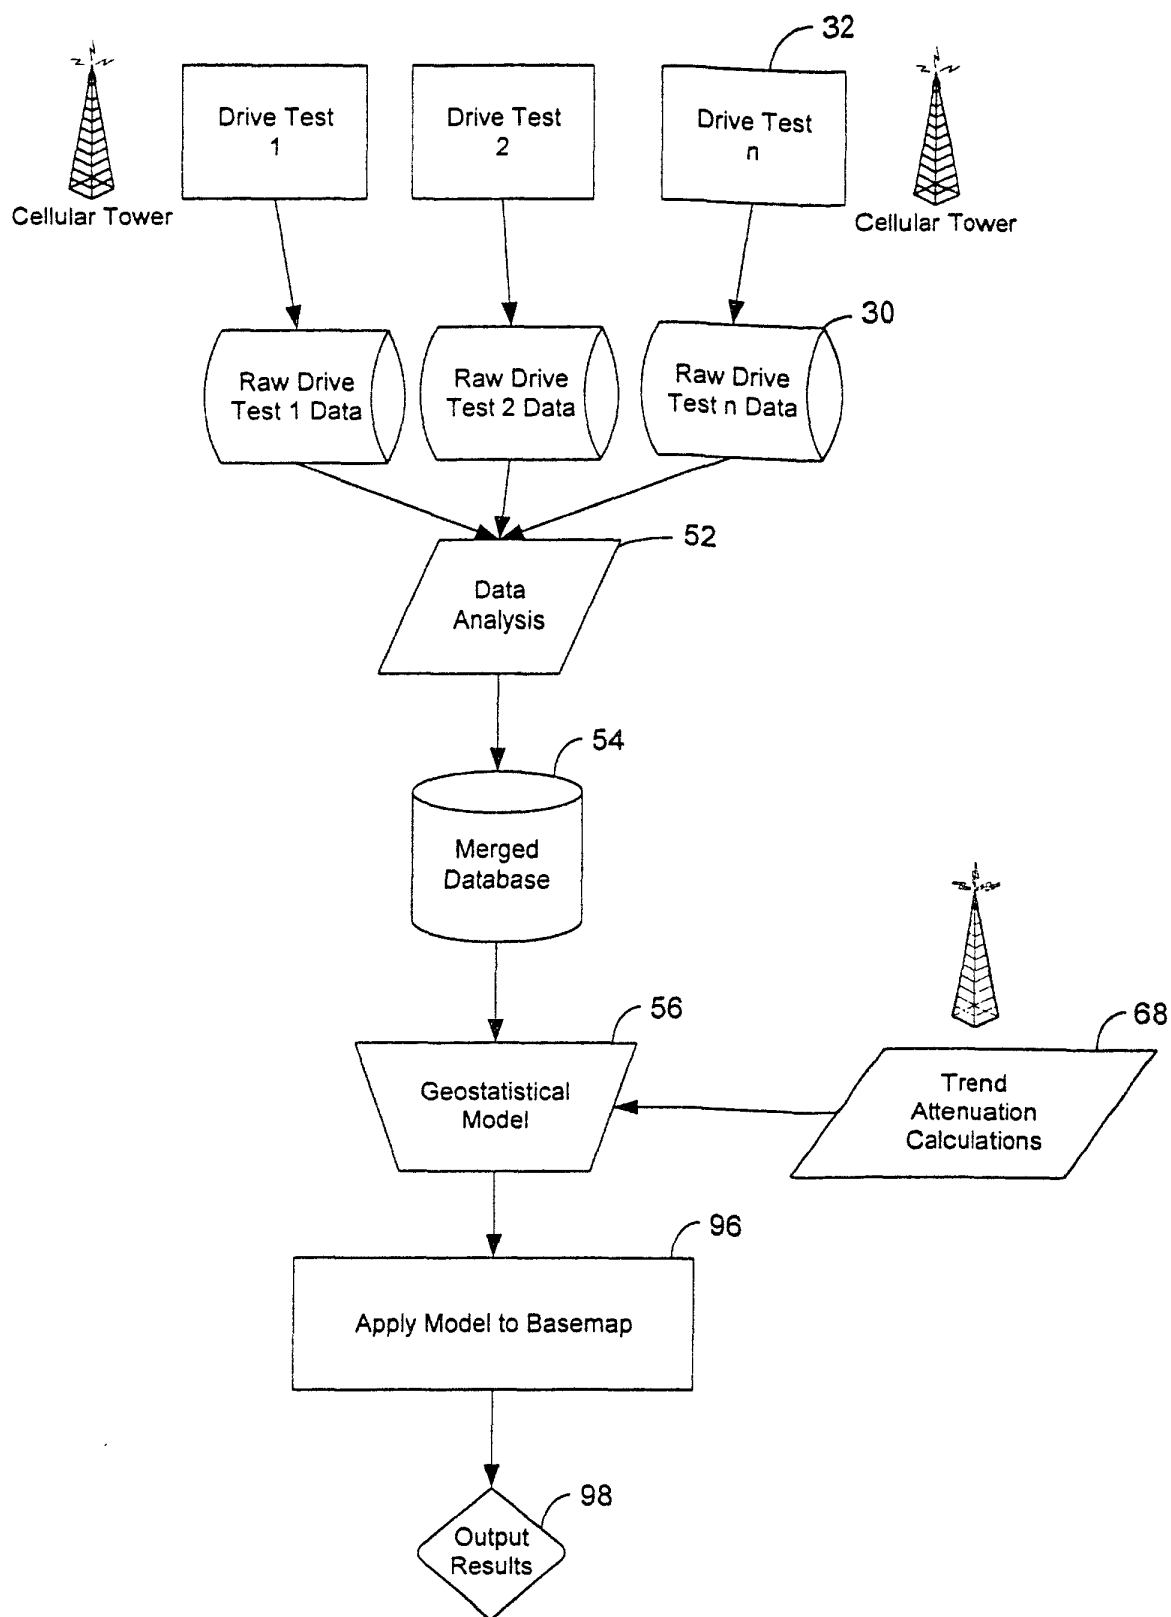 32
Drive Test
1
Drive Test
2
Drive Test
n
Cellular Tower
Cellular Tower
30
Raw Drive
Test 1 Data
Raw Drive
Test 2 Data
Raw Drive
Test n Data
52
Data
Analysis
54
Merged
Database
56
Geostatistical
Model
68
Trend
Attenuation
Calculations
96
Apply Model to Basemap
98
Output
Results